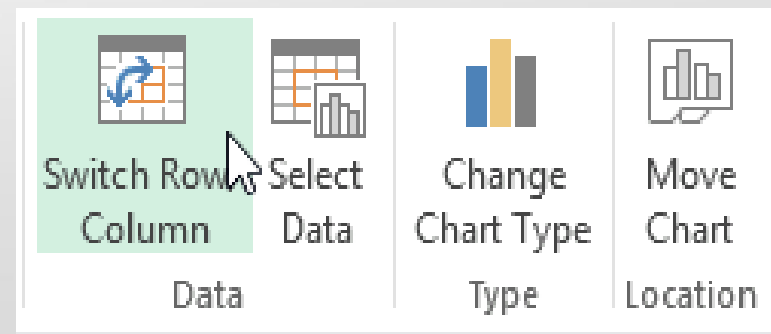 Switch Row
Column
Select
Data
Change
Chart Type
Move
Chart
Data
Type
Location